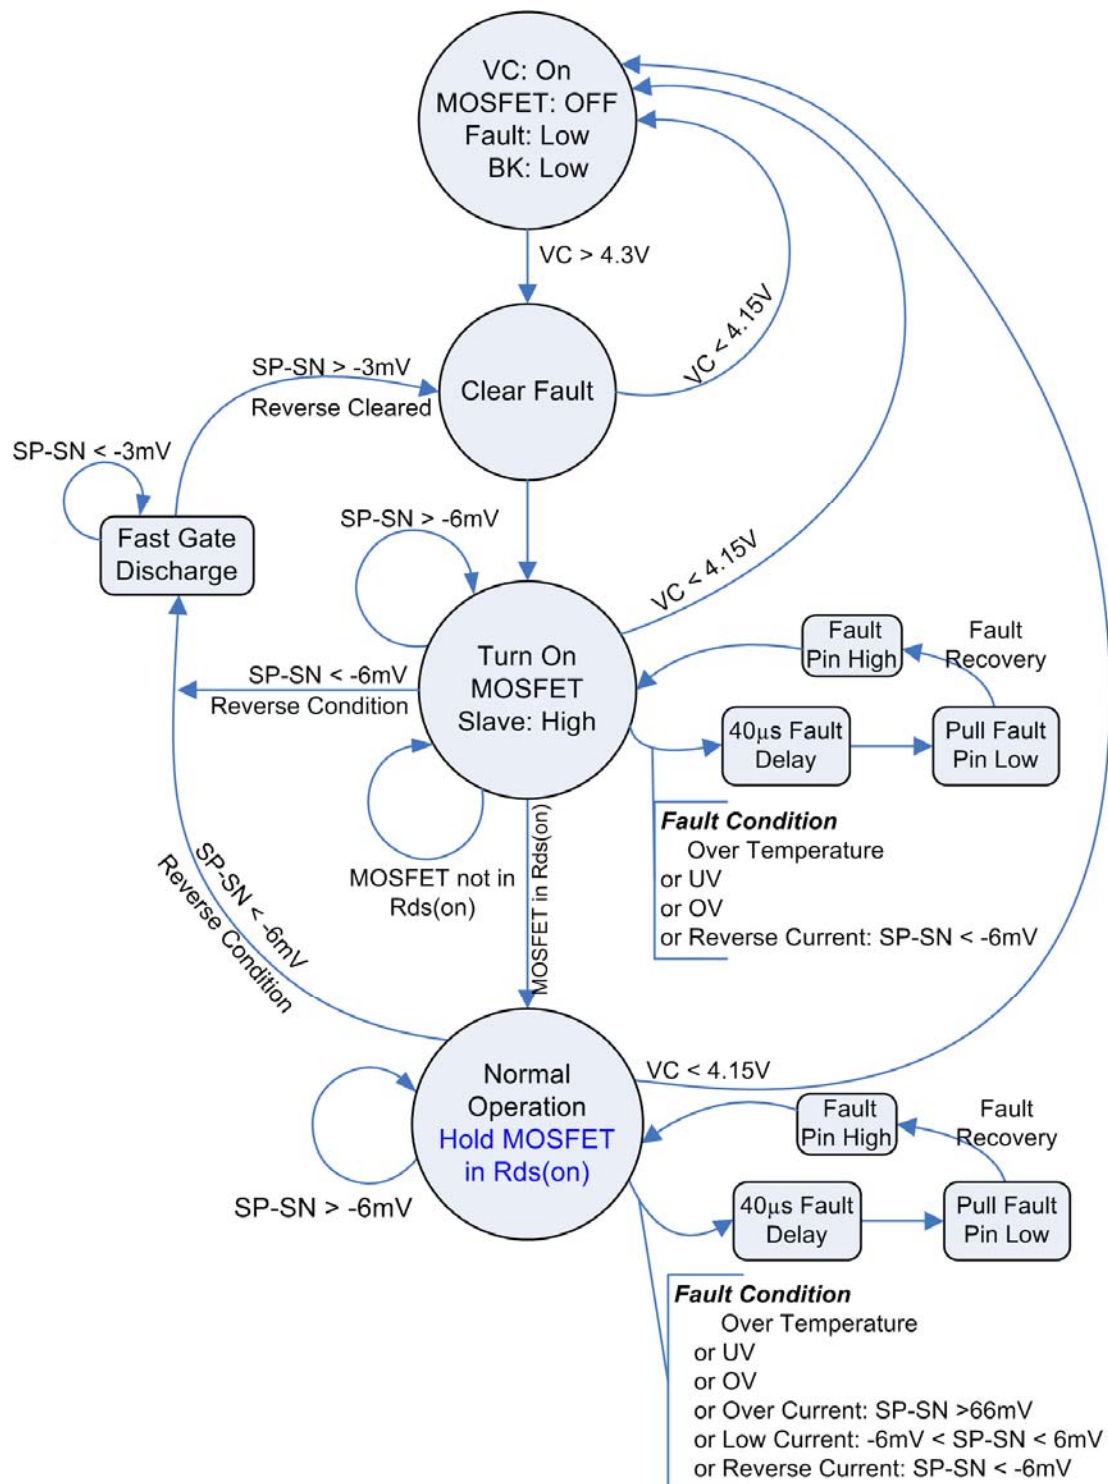 VC: On
MOSFET: OFF
Fault: Low
BK: Low
VC > 4.3V
VC < 4.15V
Clear Fault
SP-SN > -3mV
Reverse Cleared
SP-SN < -3mV
Fast Gate
Discharge
SP-SN > -6mV
VC < 4.15V
Turn On
MOSFET
Slave: High
SP-SN < -6mV
Reverse Condition
Fault
Pin High
Fault
Recovery
40μs Fault
Delay
Pull Fault
Pin Low
Fault Condition
Over Temperature
or UV
or OV
or Reverse Current: SP-SN < -6mV
MOSFET not in
Rds(on)
MOSFET in Rds(on)
SP-SN < -6mV
Reverse Condition
Normal
Operation
Hold MOSFET
in Rds(on)
VC < 4.15V
SP-SN > -6mV
Fault
Pin High
Fault
Recovery
40μs Fault
Delay
Pull Fault
Pin Low
Fault Condition
Over Temperature
or UV
or OV
or Over Current: SP-SN >66mV
or Low Current: -6mV < SP-SN < 6mV
or Reverse Current: SP-SN < -6mV